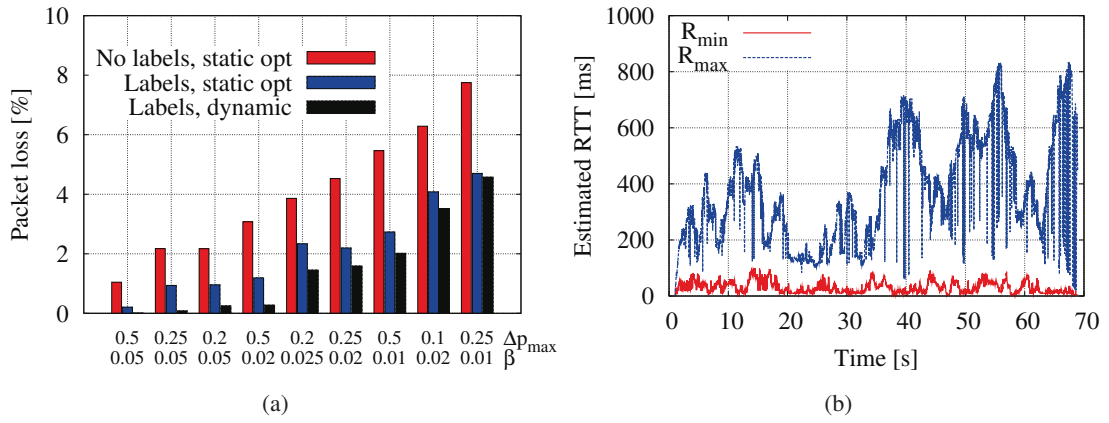 10
8
6
4
2
0
Packet loss [%]
No labels, static opt
Labels, static opt
Labels, dynamic
0.5 0.25 0.2 0.5 0.2 0.25 0.5 0.1 0.25 Δp_max
0.05 0.05 0.05 0.02 0.025 0.02 0.01 0.02 0.01 β
(a)
1000
800
600
400
200
0
Estimated RTT [ms]
R_min
R_max
0 10 20 30 40 50 60 70
Time [s]
(b)